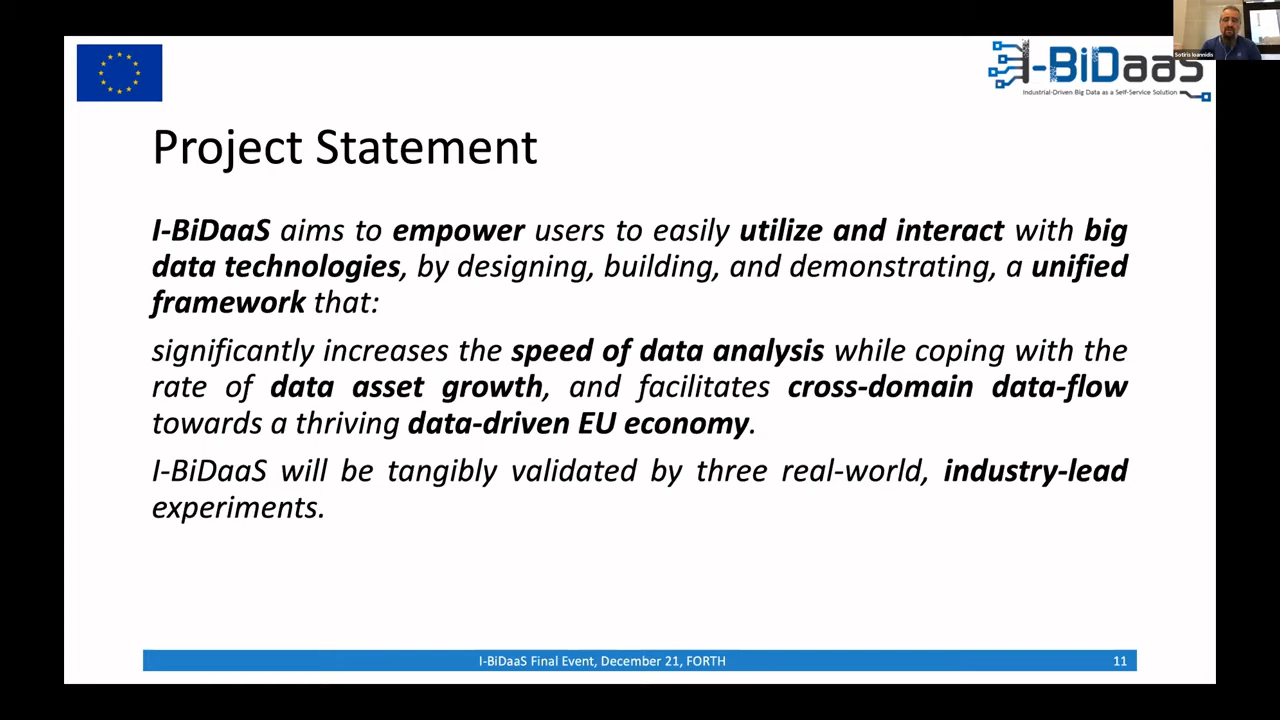 Sotiris Ioannidis
I-BiDaaS
Industrial-Driven Big Data as a Self-Service Solution
Project Statement
I-BiDaaS aims to empower users to easily utilize and interact with big
data technologies, by designing, building, and demonstrating, a unified
framework that:
significantly increases the speed of data analysis while coping with the
rate of data asset growth, and facilitates cross-domain data-flow
towards a thriving data-driven EU economy.
I-BiDaaS will be tangibly validated by three real-world, industry-lead
experiments.
I-BiDaaS Final Event, December 21, FORTH
11